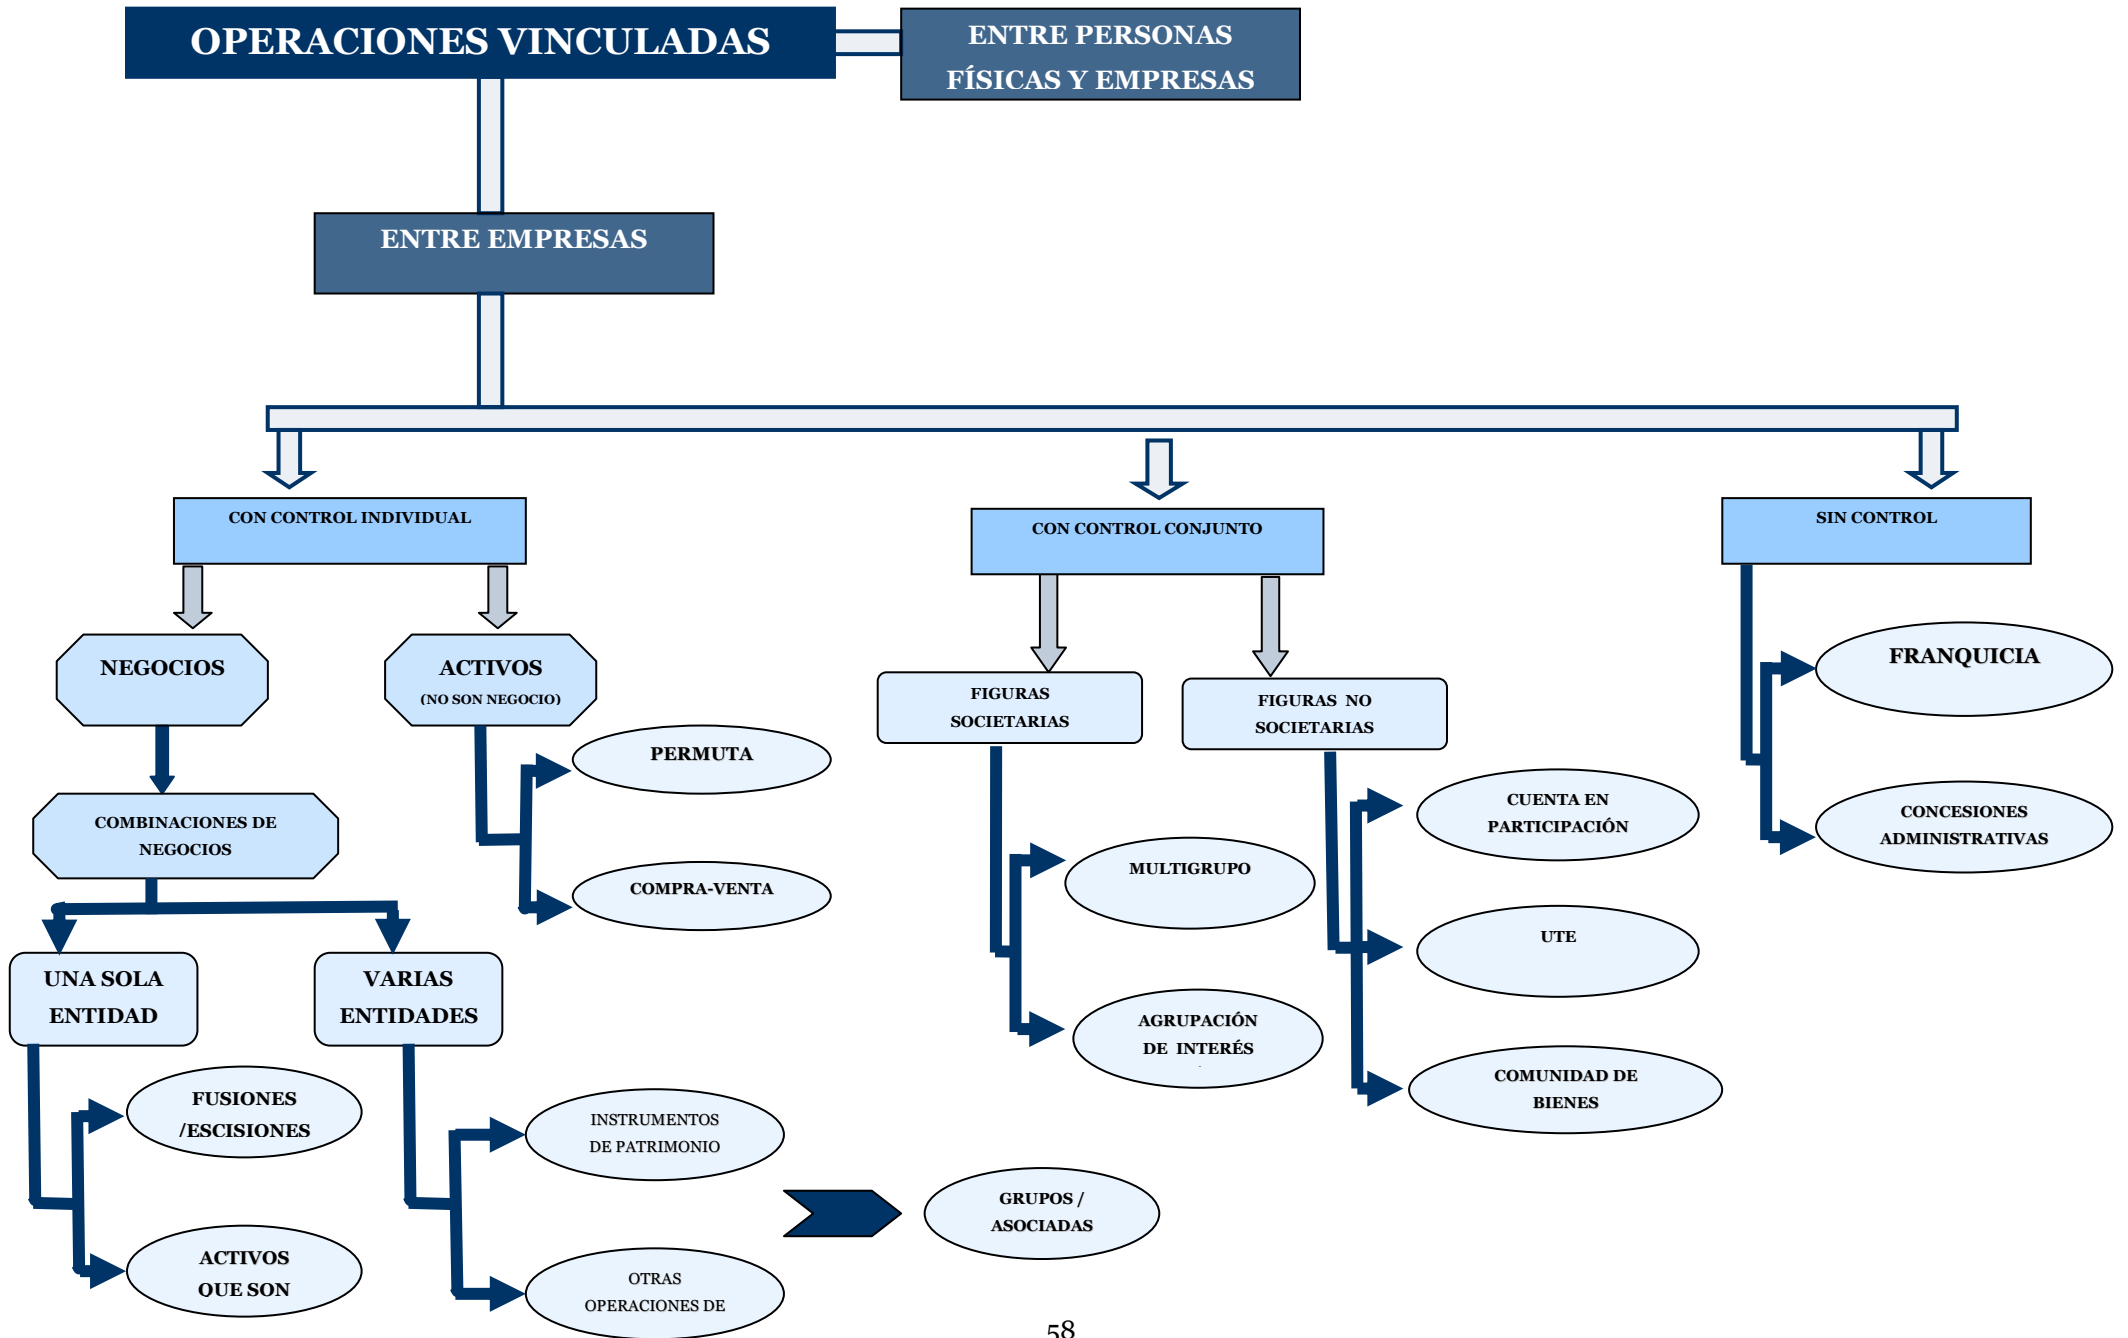 OPERACIONES VINCULADAS
ENTRE PERSONAS
FÍSICAS Y EMPRESAS
ENTRE EMPRESAS
CON CONTROL INDIVIDUAL
CON CONTROL CONJUNTO
SIN CONTROL
NEGOCIOS
ACTIVOS
(NO SON NEGOCIO)
PERMUTA
COMPRA-VENTA
COMBINACIONES DE
NEGOCIOS
UNA SOLA
ENTIDAD
VARIAS
ENTIDADES
FUSIONES
/ESCISIONES
ACTIVOS
QUE SON
INSTRUMENTOS
DE PATRIMONIO
OTRAS
OPERACIONES DE
GRUPOS /
ASOCIADAS
FIGURAS
SOCIETARIAS
FIGURAS NO
SOCIETARIAS
MULTIGRUPO
AGRUPACIÓN
DE INTERÉS
CUENTA EN
PARTICIPACIÓN
UTE
COMUNIDAD DE
BIENES
FRANQUICIA
CONCESIONES
ADMINISTRATIVAS
58